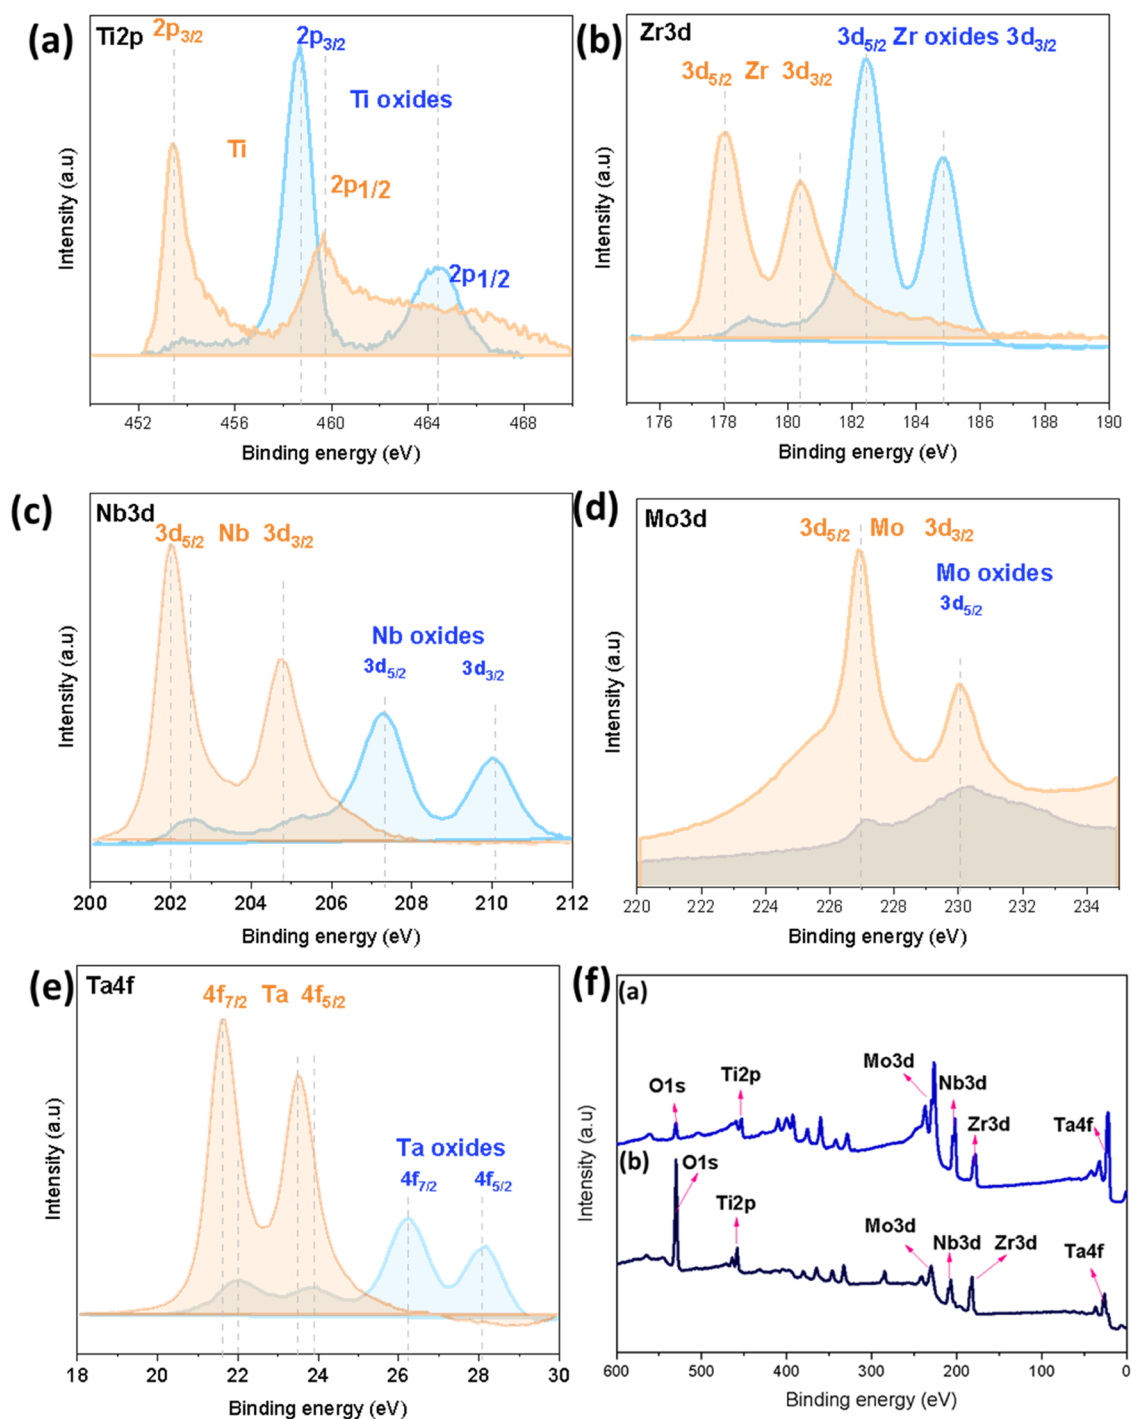 (a)
Ti2p
2p3/2
2p3/2
Ti oxides
Ti
2p1/2
2p1/2
Intensity (a.u)
452 456 460 464 468
Binding energy (eV)
(b)
Zr3d
3d5/2 Zr oxides 3d3/2
3d5/2 Zr 3d3/2
Intensity (a.u)
176 178 180 182 184 186 188 190
Binding energy (eV)
(c)
Nb3d
3d5/2 Nb 3d3/2
Nb oxides
3d5/2 3d3/2
Intensity (a.u)
200 202 204 206 208 210 212
Binding energy (eV)
(d)
Mo3d
3d5/2 Mo 3d3/2
Mo oxides
3d5/2
Intensity (a.u)
220 222 224 226 228 230 232 234
Binding energy (eV)
(e)
Ta4f
4f7/2 Ta 4f5/2
Ta oxides
4f7/2 4f5/2
Intensity (a.u)
18 20 22 24 26 28 30
Binding energy (eV)
(f)
(a)
O1s
Ti2p
Mo3d
Nb3d
Zr3d
Ta4f
(b)
O1s
Ti2p
Mo3d
Nb3d
Zr3d
Ta4f
Intensity (a.u)
600 500 400 300 200 100 0
Binding energy (eV)